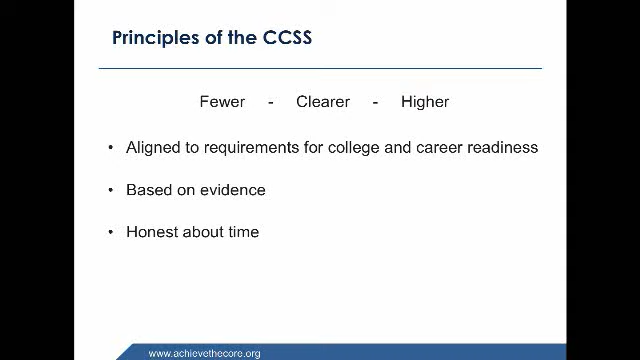 Principles of the CCSS
Fewer - Clearer - Higher
• Aligned to requirements for college and career readiness
• Based on evidence
• Honest about time
www.achievethecore.org